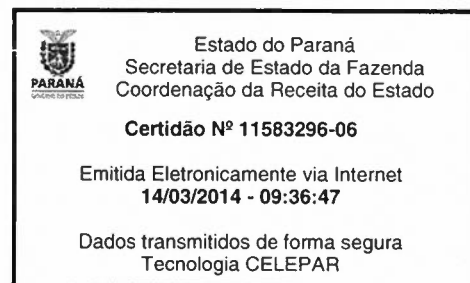 Estado do Paraná
Secretaria de Estado da Fazenda
Coordenação da Receita do Estado
PARANÁ
Certidão Nº 11583296-06
Emitida Eletronicamente via Internet
14/03/2014 - 09:36:47
Dados transmitidos de forma segura
Tecnologia CELEPAR